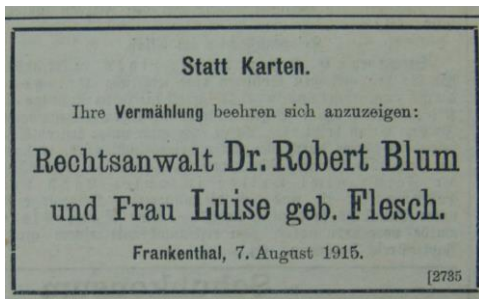 Statt Karten.
Ihre Vermählung beehren sich anzuzeigen:
Rechtsanwalt Dr. Robert Blum
und Frau Luise geb. Flesch.
Frankenthal, 7. August 1915.
[2735